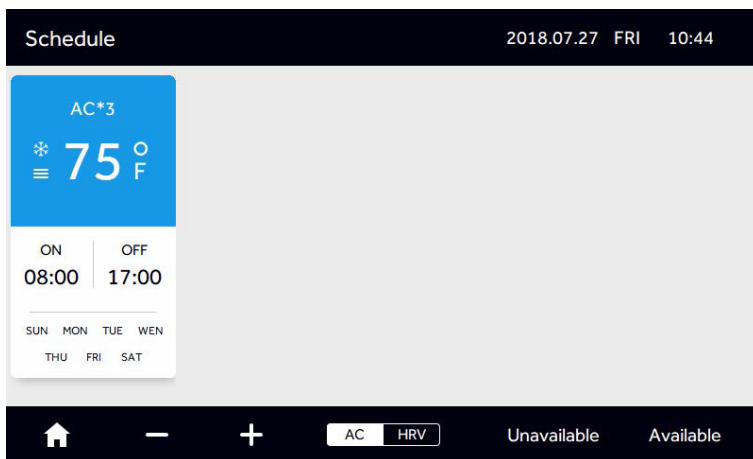 Schedule 2018.07.27 FRI 10:44
AC*3
75 °F
ON OFF
08:00 17:00
SUN MON TUE WEN
THU FRI SAT
AC HRV Unavailable Available